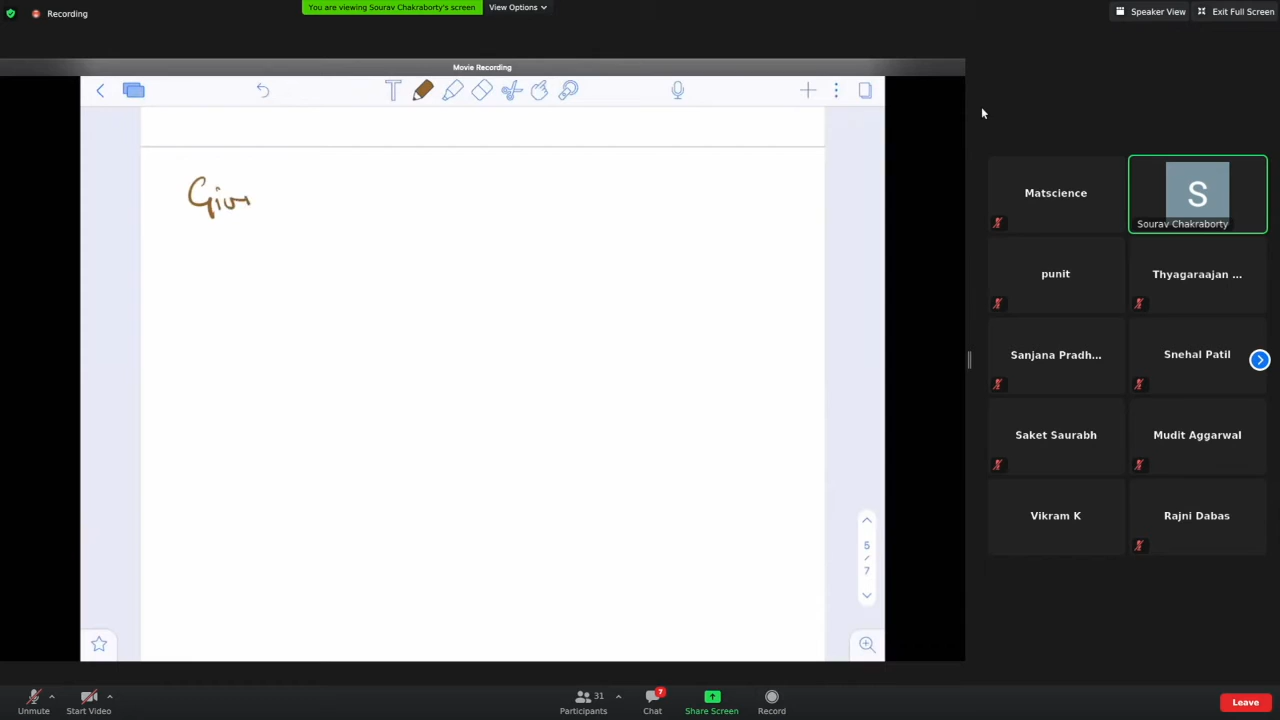 Recording
You are viewing Sourav Chakraborty's screen View Options
Speaker View Exit Full Screen
Movie Recording
T
Giv
Matscience
S
Sourav Chakraborty
punit
Thyagaraajan ...
Sanjana Pradh...
Snehal Patil
Saket Saurabh
Mudit Aggarwal
Vikram K
Rajni Dabas
5
/
7
Unmute
Start Video
31
Participants
7
Chat
Share Screen
Record
Leave